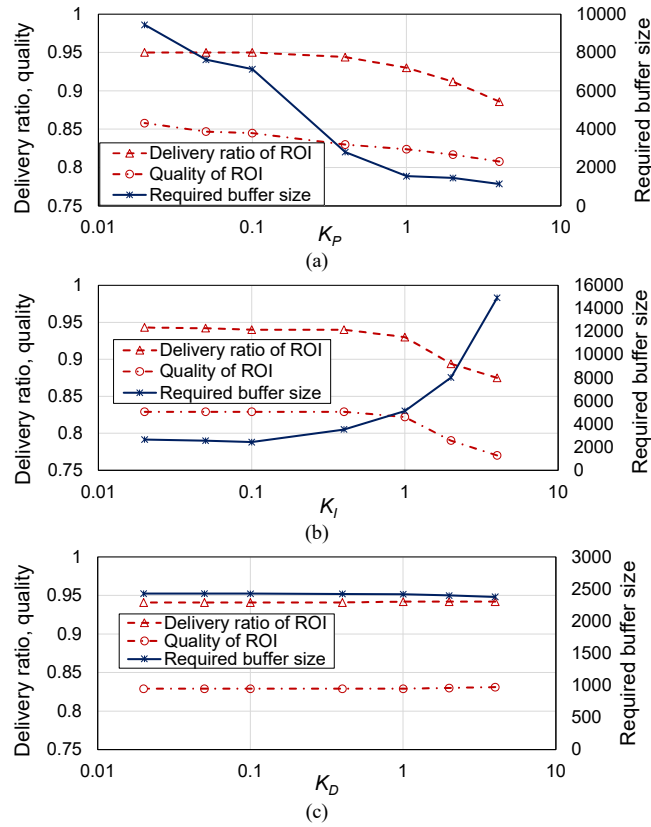 Delivery ratio, quality
1
0.95
0.9
0.85
0.8
0.75
Delivery ratio of ROI
Quality of ROI
Required buffer size
10000
8000
6000
4000
2000
0
Required buffer size
0.01 0.1 1 10
K_P
(a)
Delivery ratio, quality
1
0.95
0.9
0.85
0.8
0.75
Delivery ratio of ROI
Quality of ROI
Required buffer size
16000
14000
12000
10000
8000
6000
4000
2000
0
Required buffer size
0.01 0.1 1 10
K_I
(b)
Delivery ratio, quality
1
0.95
0.9
0.85
0.8
0.75
Delivery ratio of ROI
Quality of ROI
Required buffer size
3000
2500
2000
1500
1000
500
0
Required buffer size
0.01 0.1 1 10
K_D
(c)